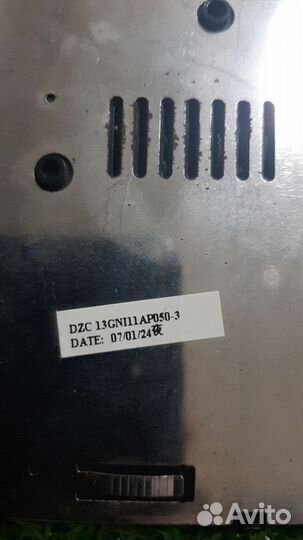 DZC 13GNI11AP050-3
DATE: 07/01/24夜
Avito